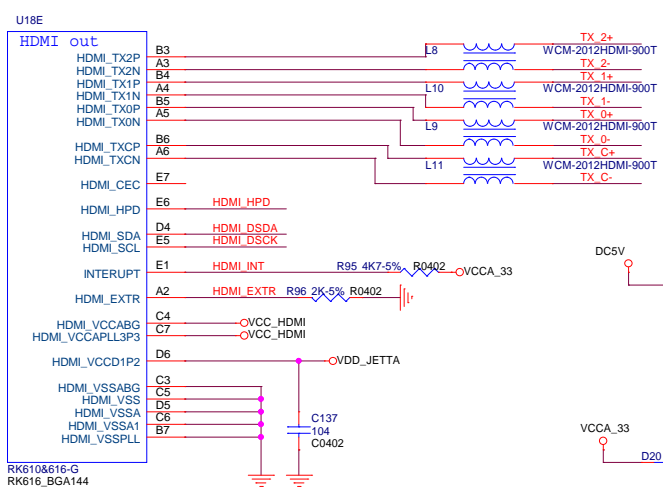 U18E
HDMI out
HDMI_TX2P B3
HDMI_TX2N A3
HDMI_TX1P B4
HDMI_TX1N A4
HDMI_TX0P B5
HDMI_TX0N A5
HDMI_TXCP B6
HDMI_TXCN A6
HDMI_CEC E7
HDMI_HPD E6 HDMI_HPD
HDMI_SDA D4 HDMI_DSDA
HDMI_SCL E5 HDMI_DSCK
INTERUPT E1 HDMI_INT R95 4K7-5% R0402 VCCA_33
HDMI_EXTR A2 HDMI_EXTR R96 2K-5% R0402
HDMI_VCCABG C4 VCC_HDMI
HDMI_VCCAPLL3P3 C7 VCC_HDMI
HDMI_VCCD1P2 D6 VDD_JETTA
HDMI_VSSABG C3
HDMI_VSS C5
HDMI_VSSA D5
HDMI_VSSA1 C6
HDMI_VSSPLL B7
RK610&616-G
RK616_BGA144
TX_2+
L8 WCM-2012HDMI-900T
TX_2-
TX_1+
L10 WCM-2012HDMI-900T
TX_1-
TX_0+
L9 WCM-2012HDMI-900T
TX_0-
TX_C+
L11 WCM-2012HDMI-900T
TX_C-
C137
104
C0402
DC5V
VCCA_33
D20